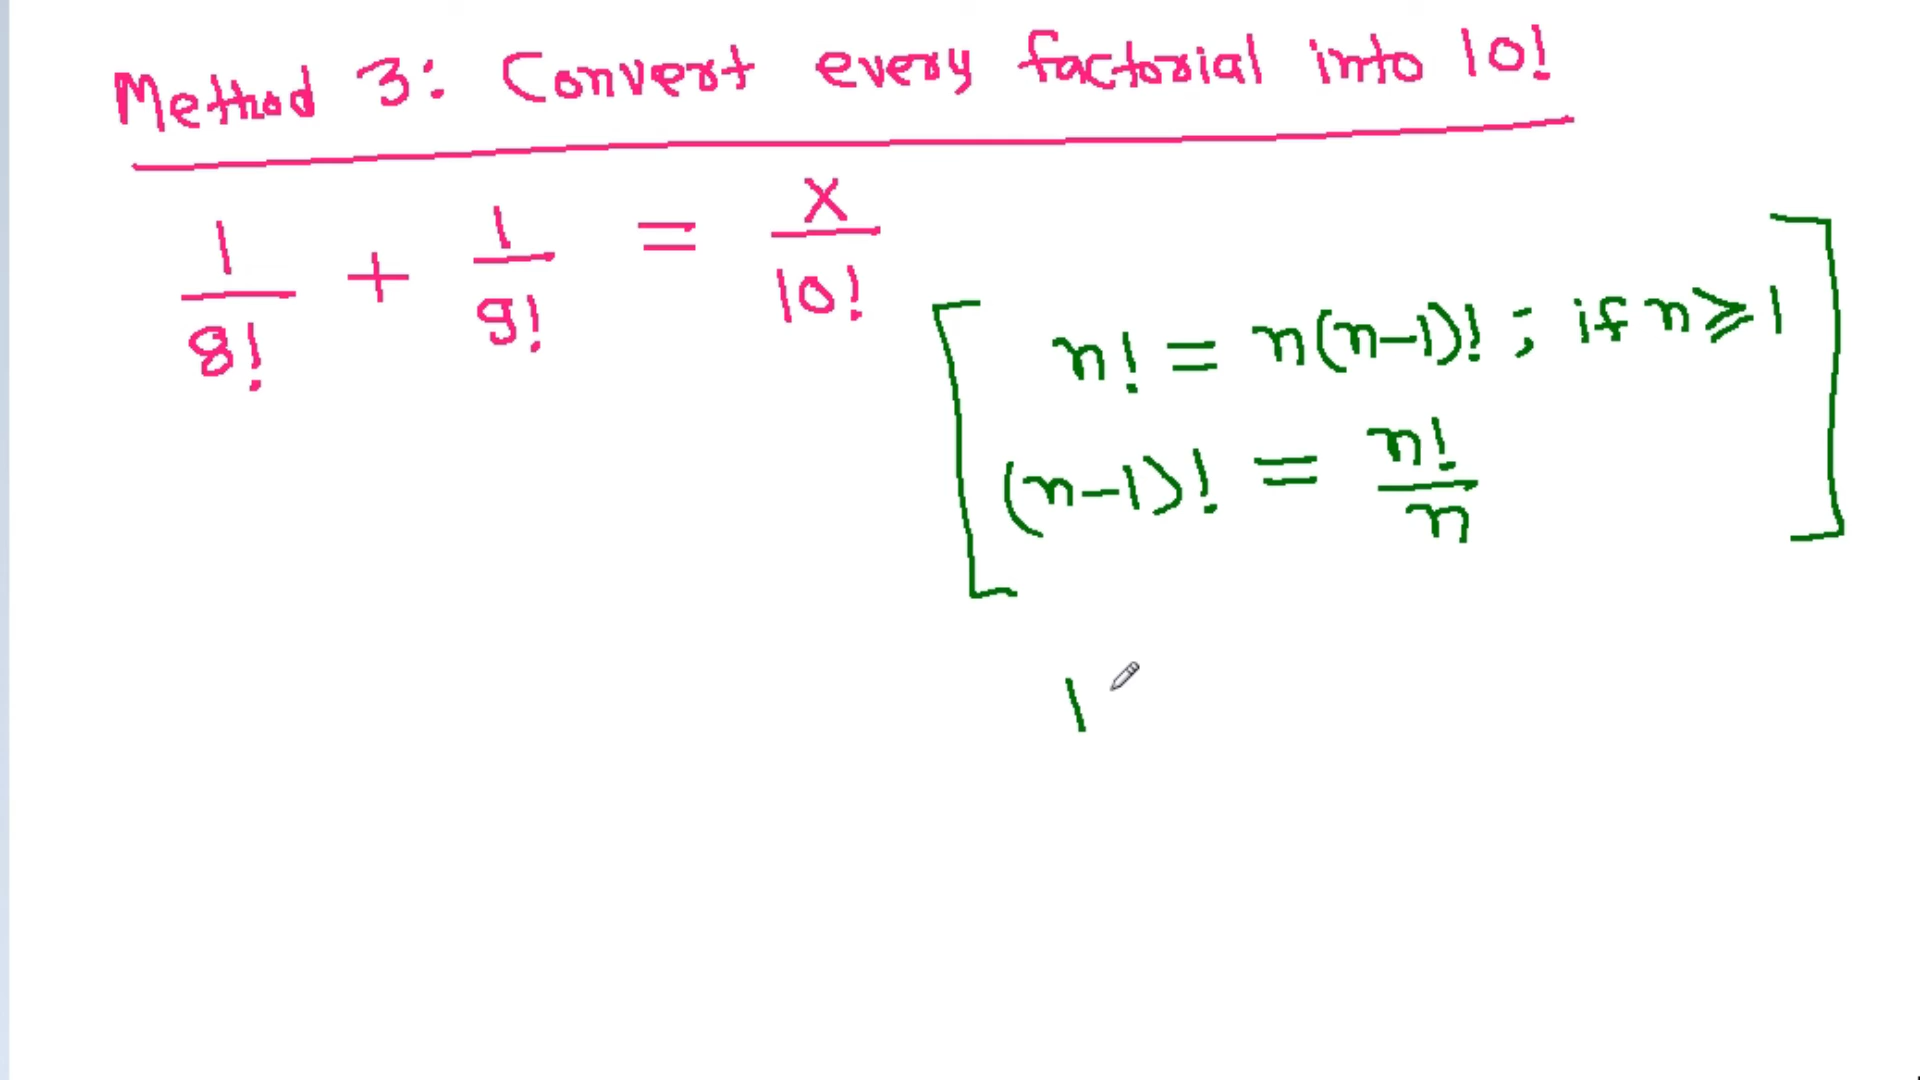 Method 3: Convert every factorial into 10!
1/8! + 1/9! = x/10!
[ n! = n(n-1)! ; if n ≥ 1
(n-1)! = n!/n ]
1